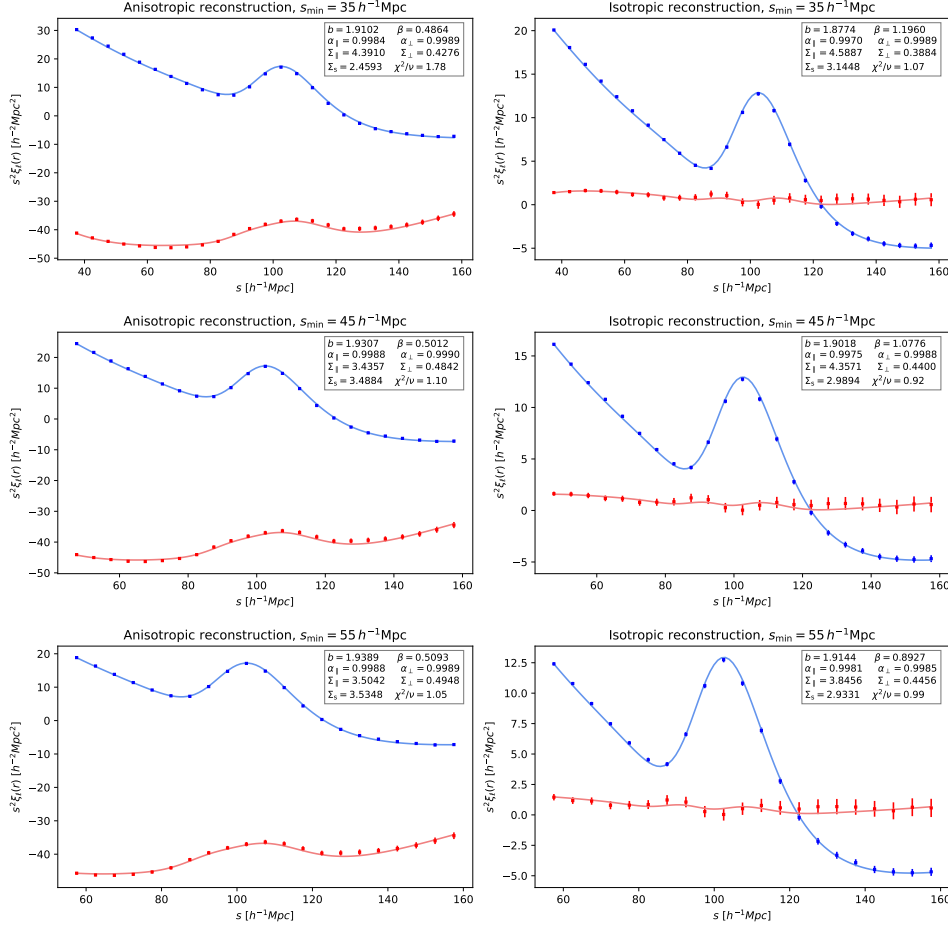 Anisotropic reconstruction, s_min = 35 h⁻¹Mpc
b = 1.9102 β = 0.4864
α_∥ = 0.9984 α_⊥ = 0.9989
Σ_∥ = 4.3910 Σ_⊥ = 0.4276
Σ_s = 2.4593 χ²/ν = 1.78
s²ξ_ℓ(r) [h⁻²Mpc²]
30
20
10
0
−10
−20
−30
−40
−50
40 60 80 100 120 140 160
s [h⁻¹Mpc]
Isotropic reconstruction, s_min = 35 h⁻¹Mpc
b = 1.8774 β = 1.1960
α_∥ = 0.9970 α_⊥ = 0.9989
Σ_∥ = 4.5887 Σ_⊥ = 0.3884
Σ_s = 3.1448 χ²/ν = 1.07
s²ξ_ℓ(r) [h⁻²Mpc²]
20
15
10
5
0
−5
40 60 80 100 120 140 160
s [h⁻¹Mpc]
Anisotropic reconstruction, s_min = 45 h⁻¹Mpc
b = 1.9307 β = 0.5012
α_∥ = 0.9988 α_⊥ = 0.9990
Σ_∥ = 3.4357 Σ_⊥ = 0.4842
Σ_s = 3.4884 χ²/ν = 1.10
s²ξ_ℓ(r) [h⁻²Mpc²]
20
10
0
−10
−20
−30
−40
−50
60 80 100 120 140 160
s [h⁻¹Mpc]
Isotropic reconstruction, s_min = 45 h⁻¹Mpc
b = 1.9018 β = 1.0776
α_∥ = 0.9975 α_⊥ = 0.9988
Σ_∥ = 4.3571 Σ_⊥ = 0.4400
Σ_s = 2.9894 χ²/ν = 0.92
s²ξ_ℓ(r) [h⁻²Mpc²]
15
10
5
0
−5
60 80 100 120 140 160
s [h⁻¹Mpc]
Anisotropic reconstruction, s_min = 55 h⁻¹Mpc
b = 1.9389 β = 0.5093
α_∥ = 0.9988 α_⊥ = 0.9989
Σ_∥ = 3.5042 Σ_⊥ = 0.4948
Σ_s = 3.5348 χ²/ν = 1.05
s²ξ_ℓ(r) [h⁻²Mpc²]
20
10
0
−10
−20
−30
−40
60 80 100 120 140 160
s [h⁻¹Mpc]
Isotropic reconstruction, s_min = 55 h⁻¹Mpc
b = 1.9144 β = 0.8927
α_∥ = 0.9981 α_⊥ = 0.9985
Σ_∥ = 3.8456 Σ_⊥ = 0.4456
Σ_s = 2.9331 χ²/ν = 0.99
s²ξ_ℓ(r) [h⁻²Mpc²]
12.5
10.0
7.5
5.0
2.5
0.0
−2.5
−5.0
60 80 100 120 140 160
s [h⁻¹Mpc]